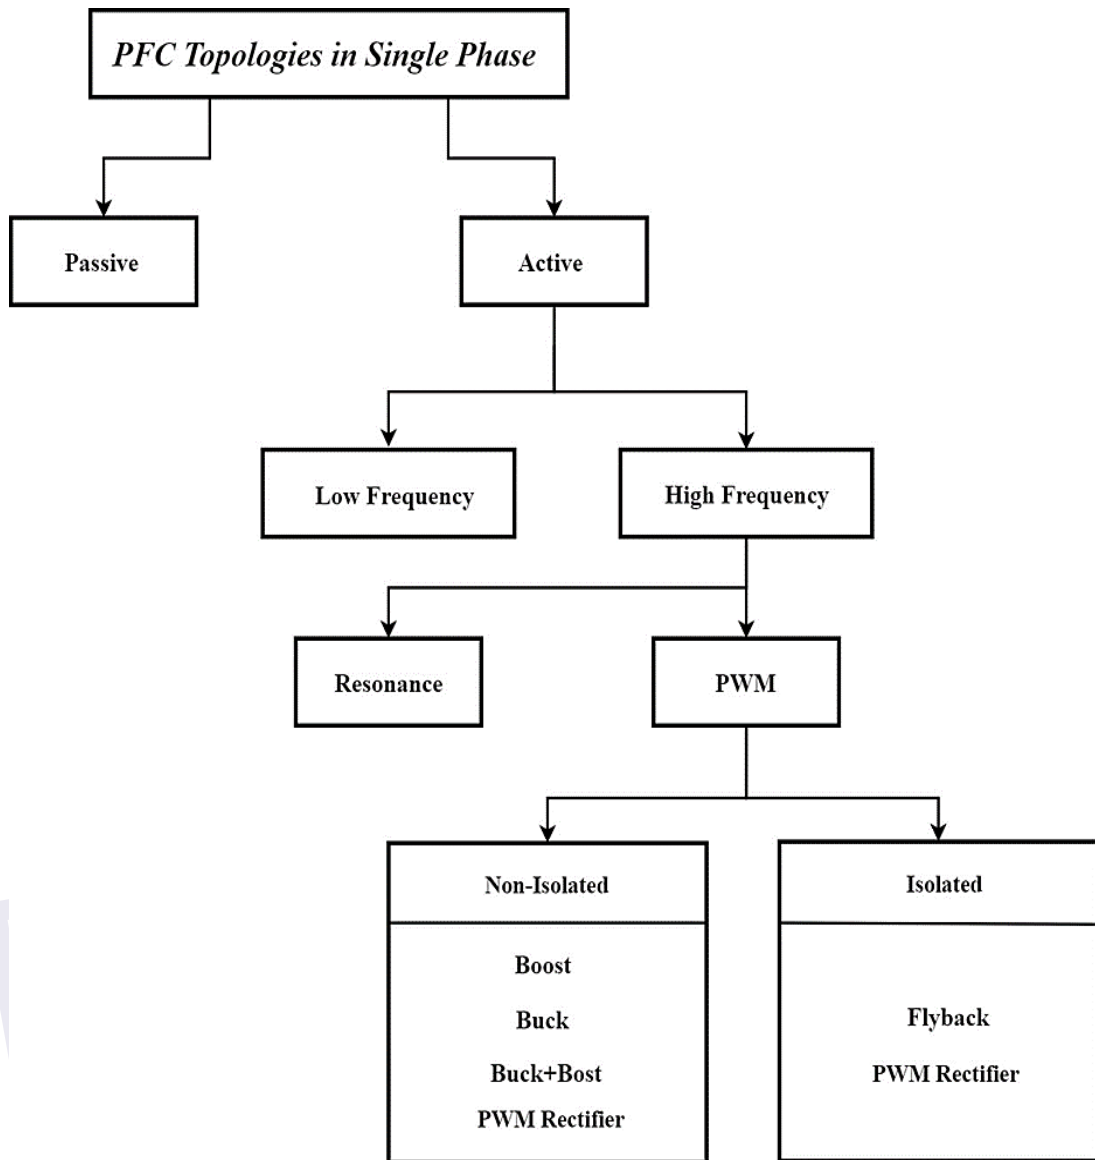 PFC Topologies in Single Phase
Passive
Active
Low Frequency
High Frequency
Resonance
PWM
Non-Isolated
Boost
Buck
Buck+Bost
PWM Rectifier
Isolated
Flyback
PWM Rectifier